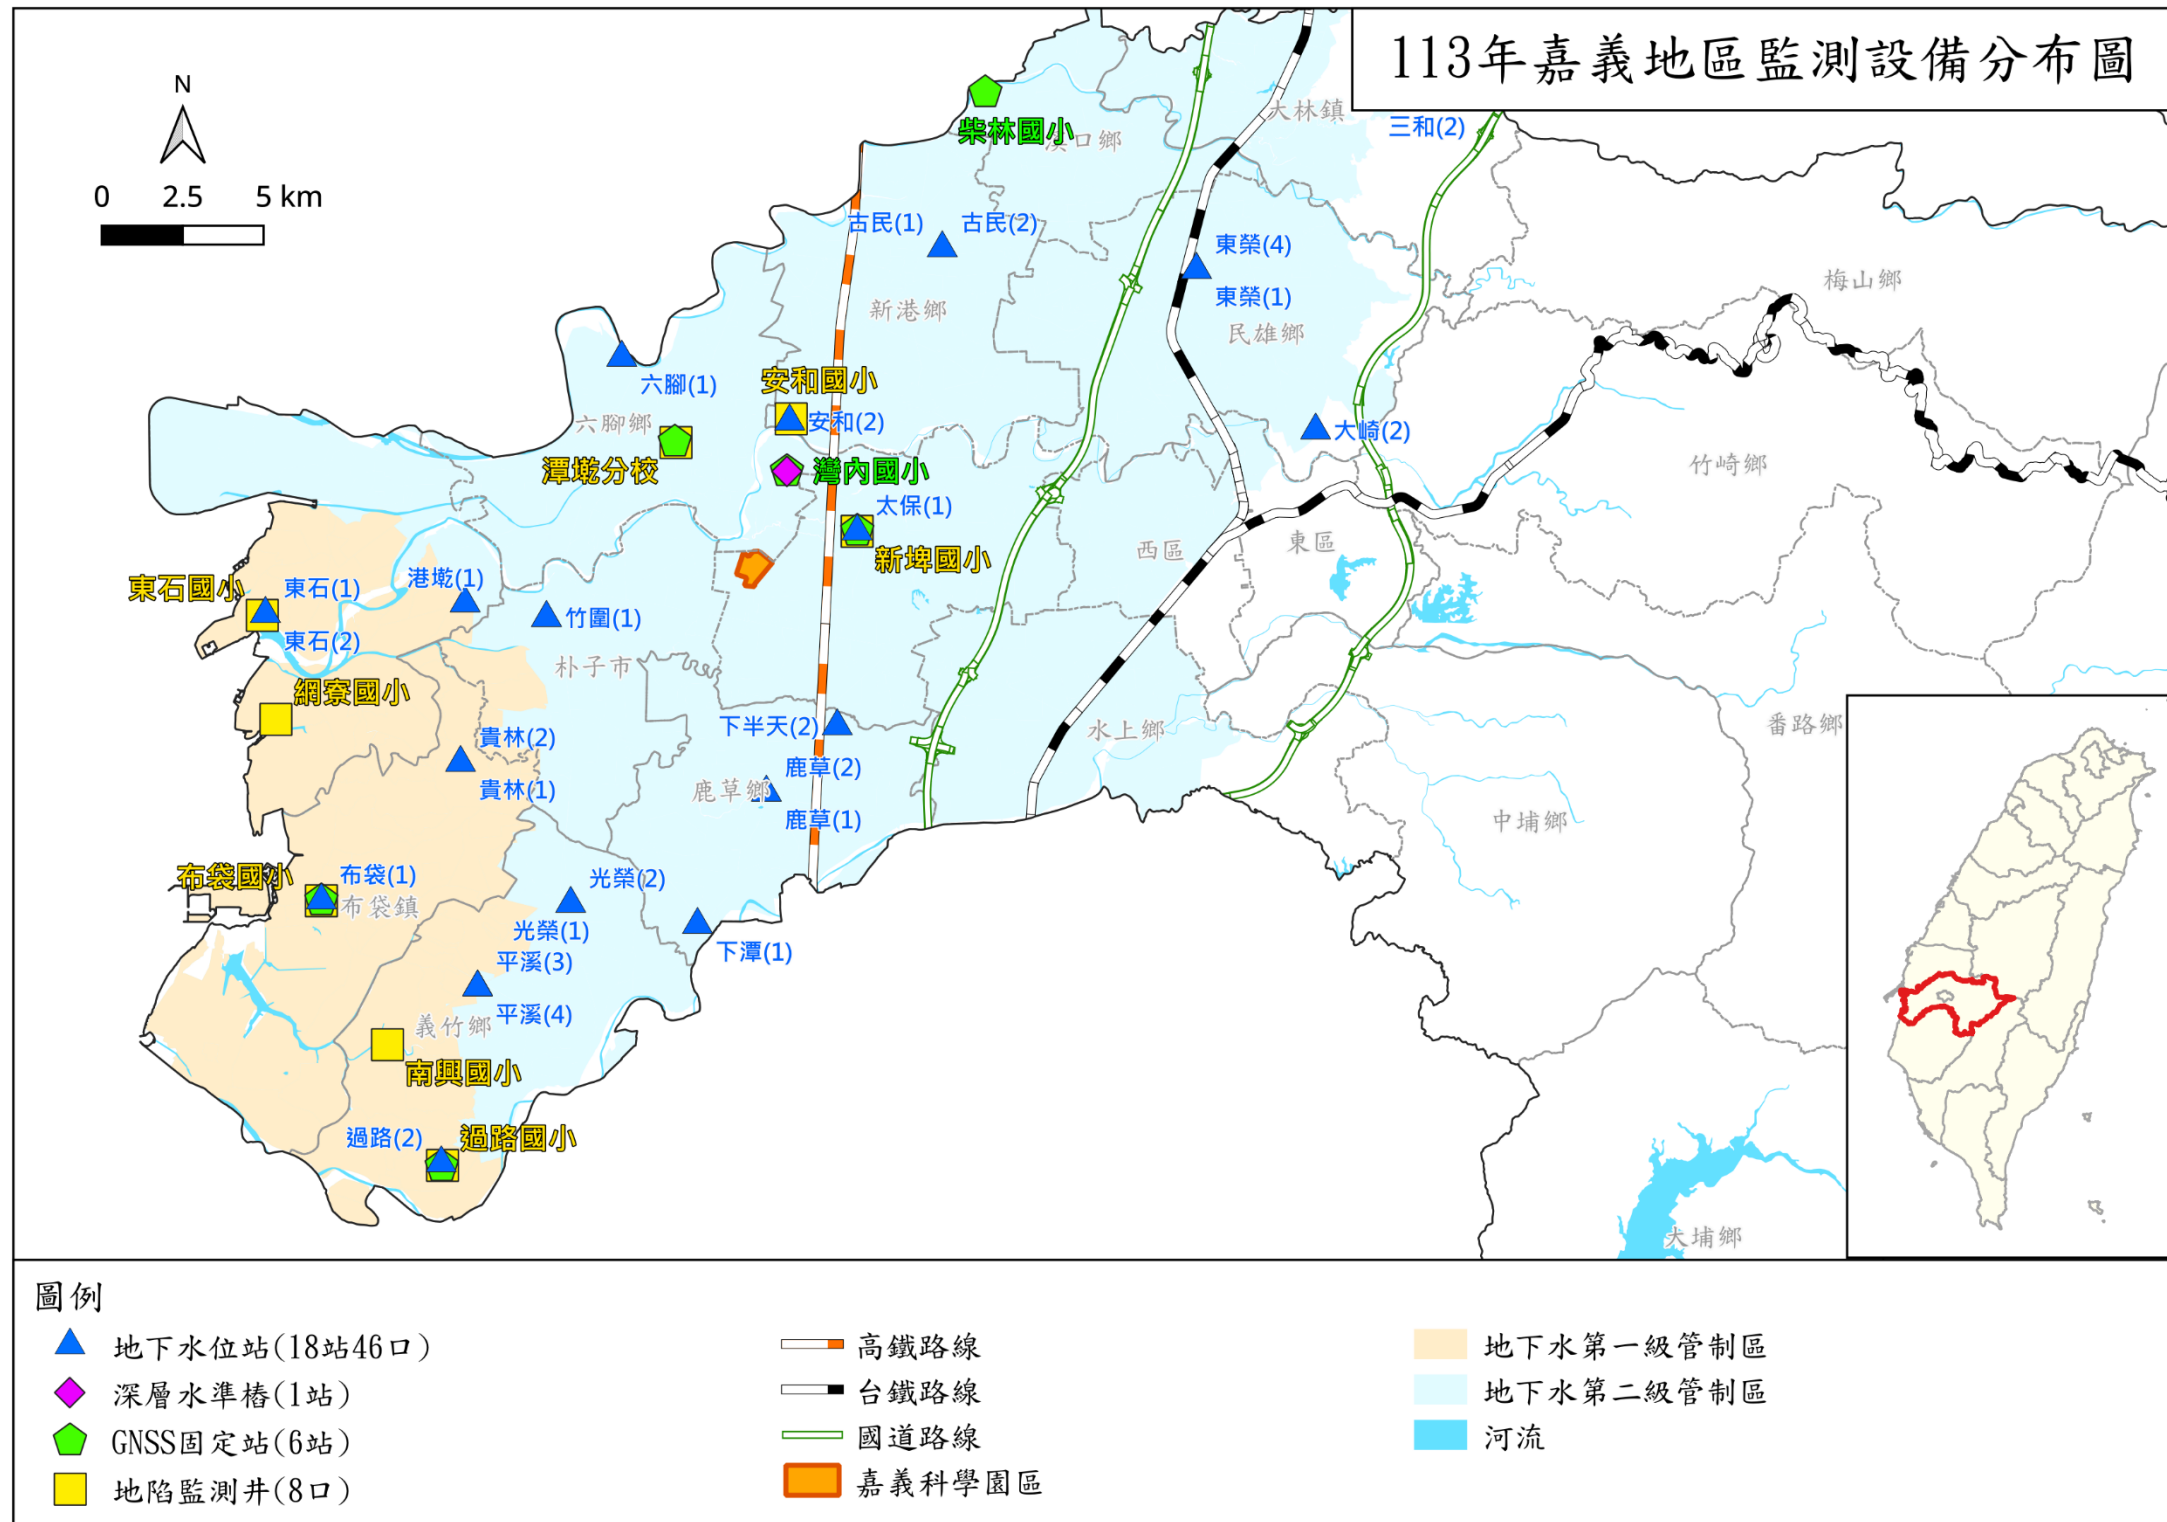 113年嘉義地區監測設備分布圖
N
0 2.5 5 km
柴林國小
溪口鄉
大林鎮
三和(2)
古民(1)
古民(2)
東榮(4)
東榮(1)
新港鄉
民雄鄉
梅山鄉
六腳(1)
安和國小
安和(2)
六腳鄉
潭墘分校
灣內國小
大崎(2)
竹崎鄉
太保(1)
新埤國小
西區
東區
東石國小
東石(1)
東石(2)
港墘(1)
竹圍(1)
朴子市
網寮國小
貴林(2)
貴林(1)
下半天(2)
鹿草(2)
鹿草鄉
鹿草(1)
水上鄉
番路鄉
中埔鄉
布袋國小
布袋(1)
布袋鎮
光榮(2)
光榮(1)
下潭(1)
平溪(3)
平溪(4)
義竹鄉
南興國小
過路(2)
過路國小
大埔鄉
圖例
地下水位站(18站46口)
深層水準樁(1站)
GNSS固定站(6站)
地陷監測井(8口)
高鐵路線
台鐵路線
國道路線
嘉義科學園區
地下水第一級管制區
地下水第二級管制區
河流